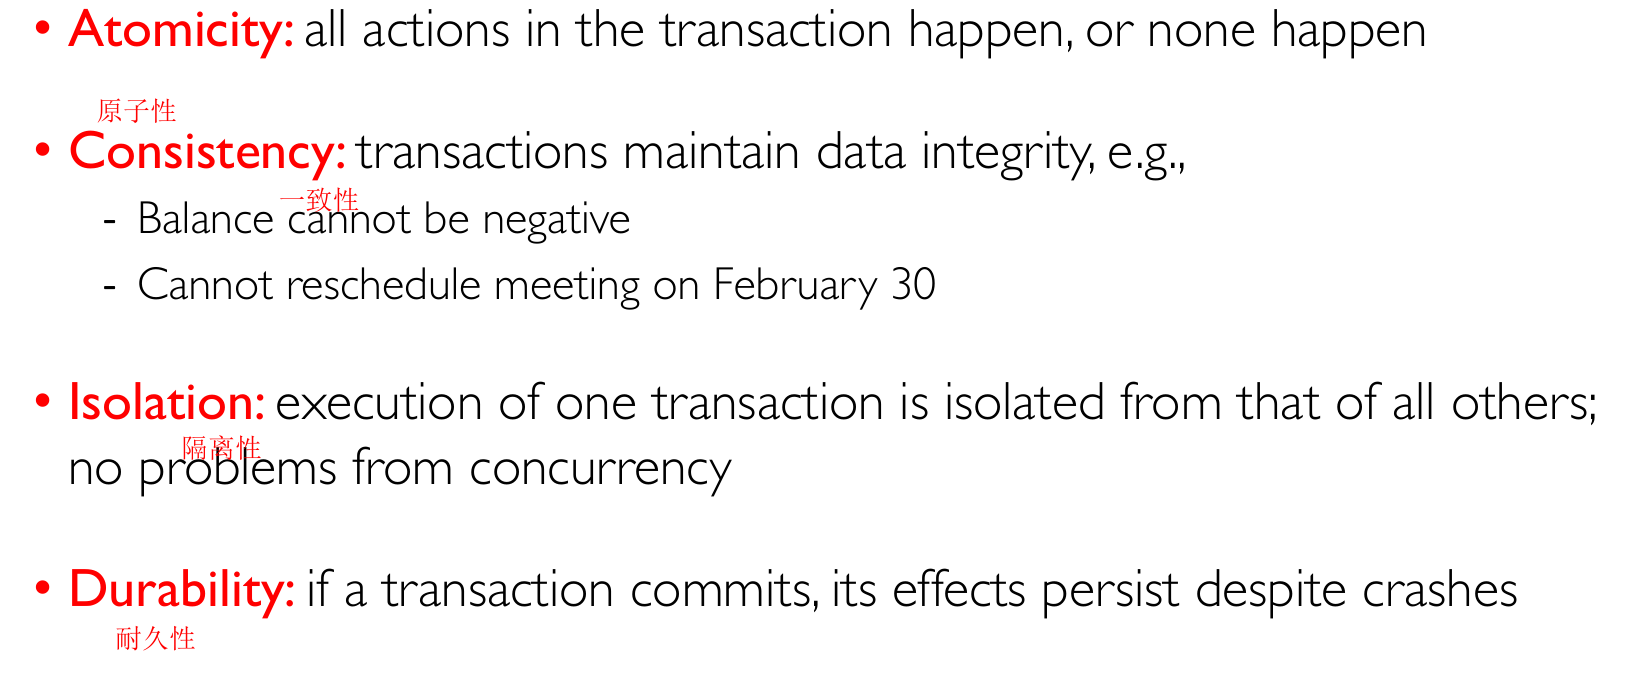 • Atomicity: all actions in the transaction happen, or none happen
原子性
• Consistency: transactions maintain data integrity, e.g.,
一致性
- Balance cannot be negative
- Cannot reschedule meeting on February 30
• Isolation: execution of one transaction is isolated from that of all others;
隔离性
no problems from concurrency
• Durability: if a transaction commits, its effects persist despite crashes
耐久性